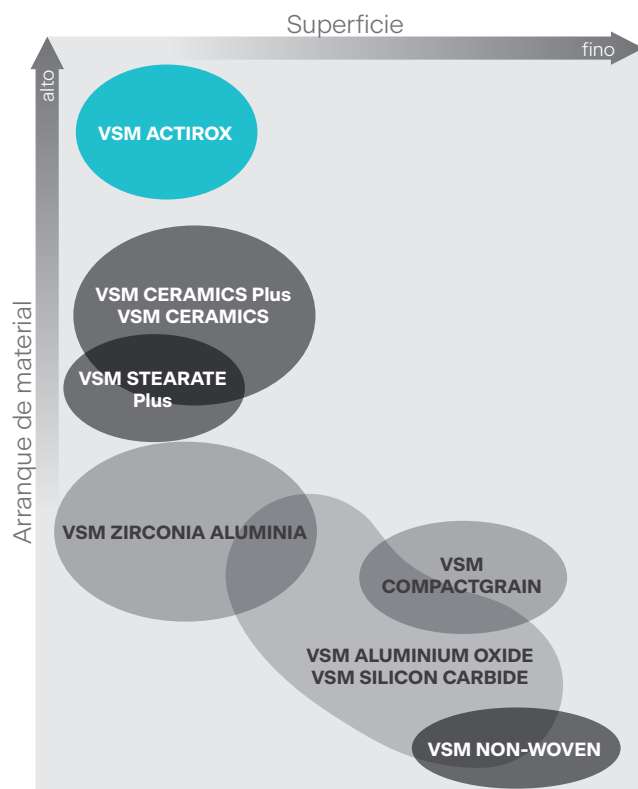 Superficie
fino
alto
Arranque de material
VSM ACTIROX
VSM CERAMICS Plus
VSM CERAMICS
VSM STEARATE
Plus
VSM ZIRCONIA ALUMINIA
VSM
COMPACTGRAIN
VSM ALUMINIUM OXIDE
VSM SILICON CARBIDE
VSM NON-WOVEN